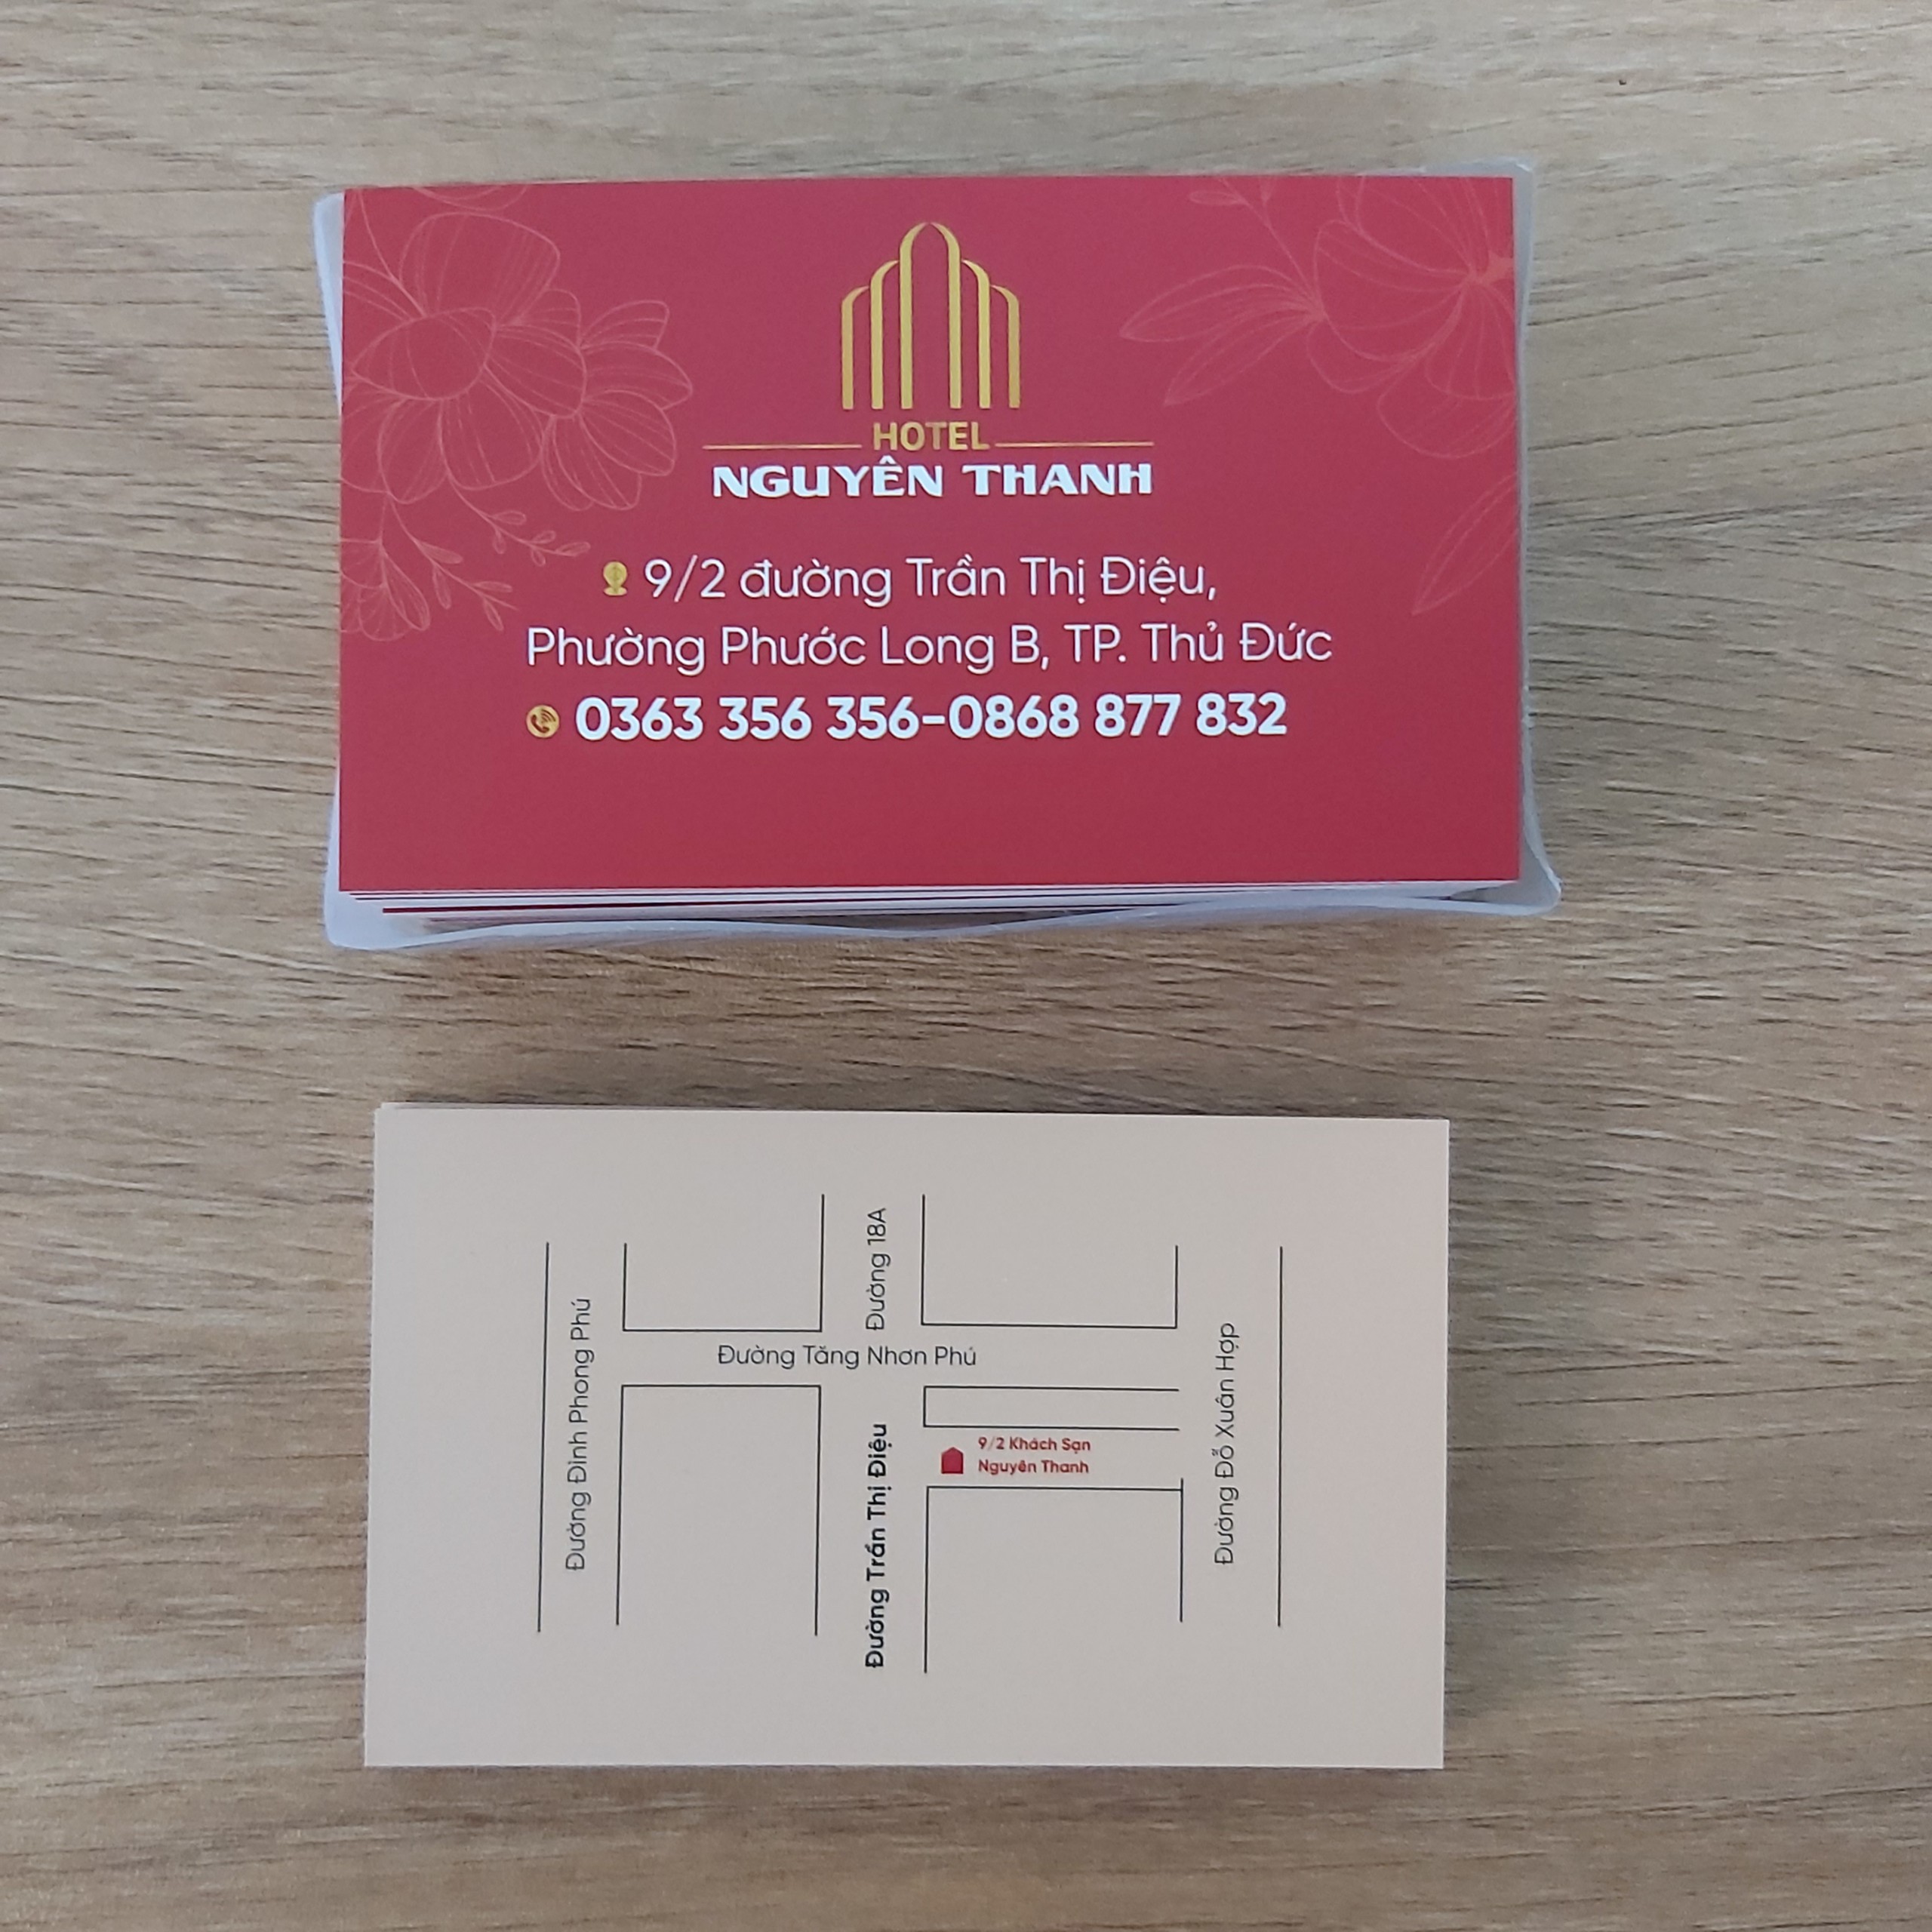 HOTEL
NGUYÊN THANH
9/2 đường Trần Thị Điệu,
Phường Phước Long B, TP. Thủ Đức
0363 356 356-0868 877 832
Đường Đình Phong Phú
Đường 18A
Đường Tăng Nhơn Phú
Đường Trần Thị Điệu
9/2 Khách Sạn
Nguyên Thanh
Đường Đỗ Xuân Hợp